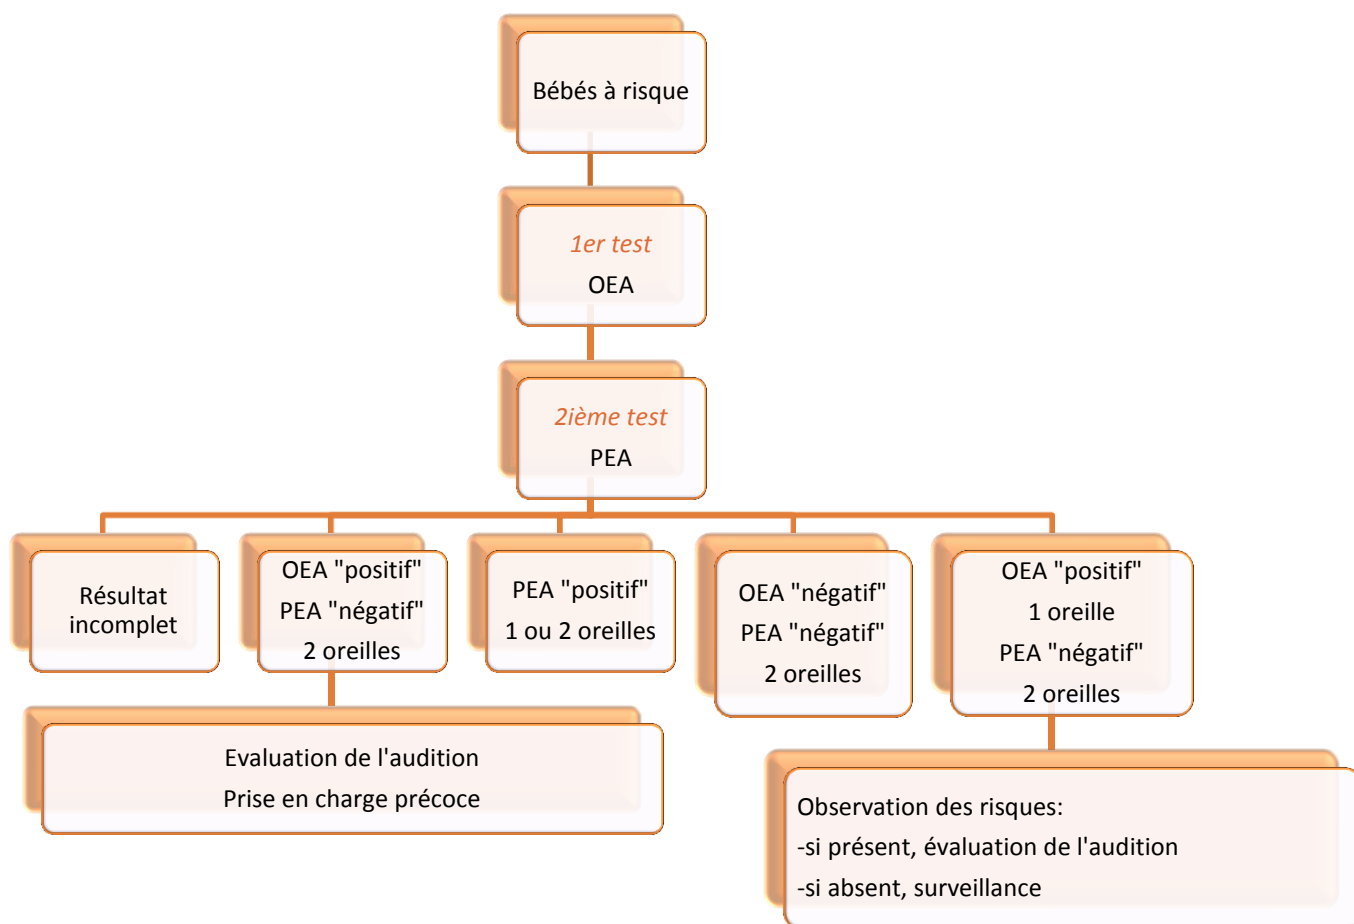 Bébés à risque
1er test
OEA
2ième test
PEA
Résultat
incomplet
OEA "positif"
PEA "négatif"
2 oreilles
PEA "positif"
1 ou 2 oreilles
OEA "négatif"
PEA "négatif"
2 oreilles
OEA "positif"
1 oreille
PEA "négatif"
2 oreilles
Evaluation de l'audition
Prise en charge précoce
Observation des risques:
-si présent, évaluation de l'audition
-si absent, surveillance